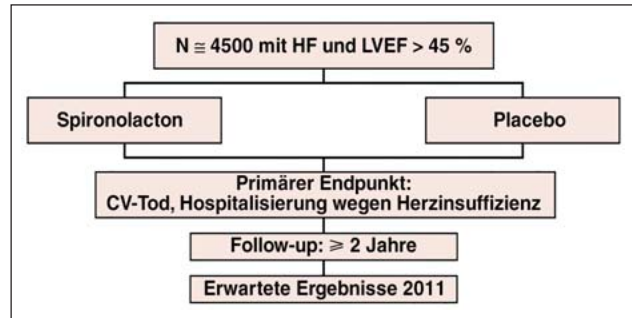 N ≅ 4500 mit HF und LVEF > 45 %
Spironolacton
Placebo
Primärer Endpunkt:
CV-Tod, Hospitalisierung wegen Herzinsuffizienz
Follow-up: ⩾ 2 Jahre
Erwartete Ergebnisse 2011